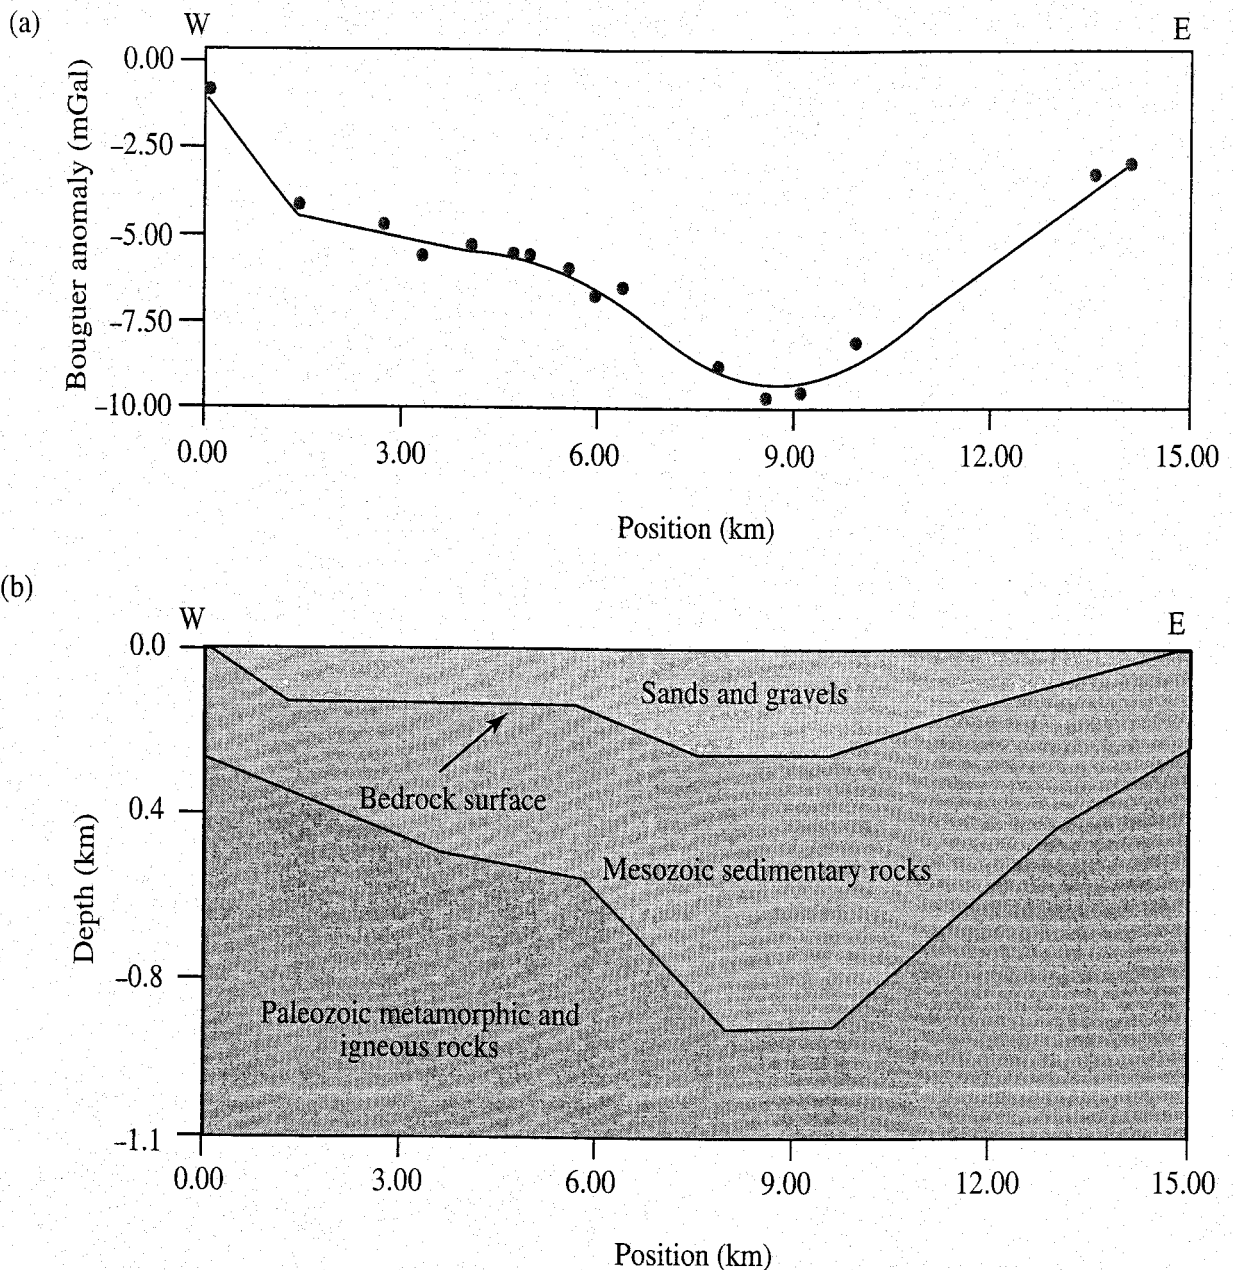 (a)
W
E
0.00
-2.50
-5.00
-7.50
-10.00
Bouguer anomaly (mGal)
0.00
3.00
6.00
9.00
12.00
15.00
Position (km)
(b)
W
E
0.0
0.4
-0.8
-1.1
Depth (km)
Sands and gravels
Bedrock surface
Mesozoic sedimentary rocks
Paleozoic metamorphic and
igneous rocks
0.00
3.00
6.00
9.00
12.00
15.00
Position (km)